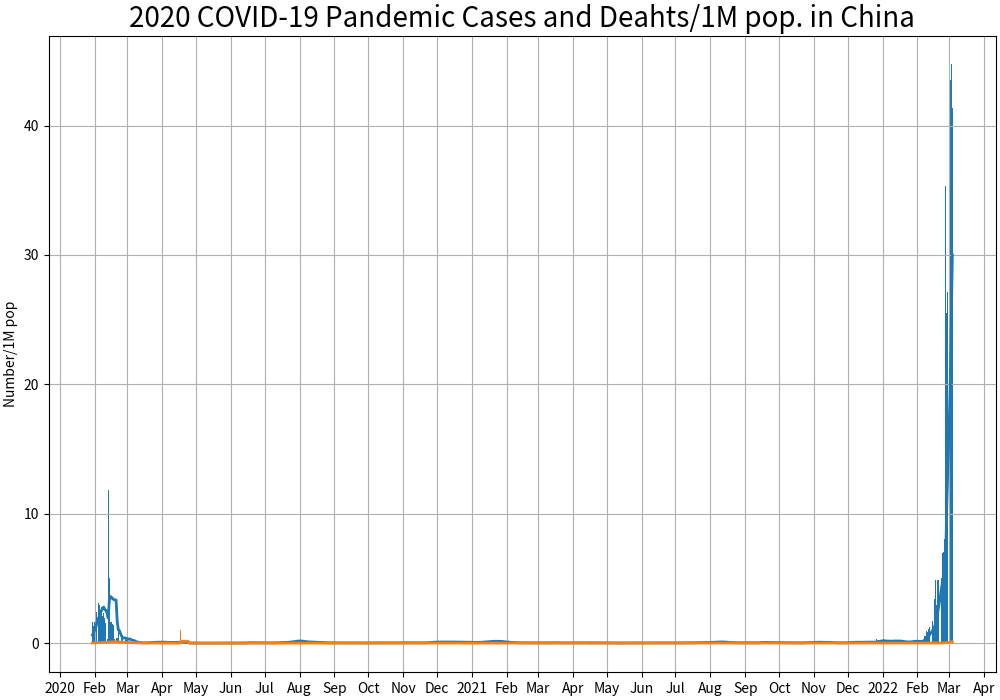 2020 COVID-19 Pandemic Cases and Deahts/1M pop. in China
Number/1M pop
40
30
20
10
0
2020 Feb Mar Apr May Jun Jul Aug Sep Oct Nov Dec 2021 Feb Mar Apr May Jun Jul Aug Sep Oct Nov Dec 2022 Feb Mar Apr